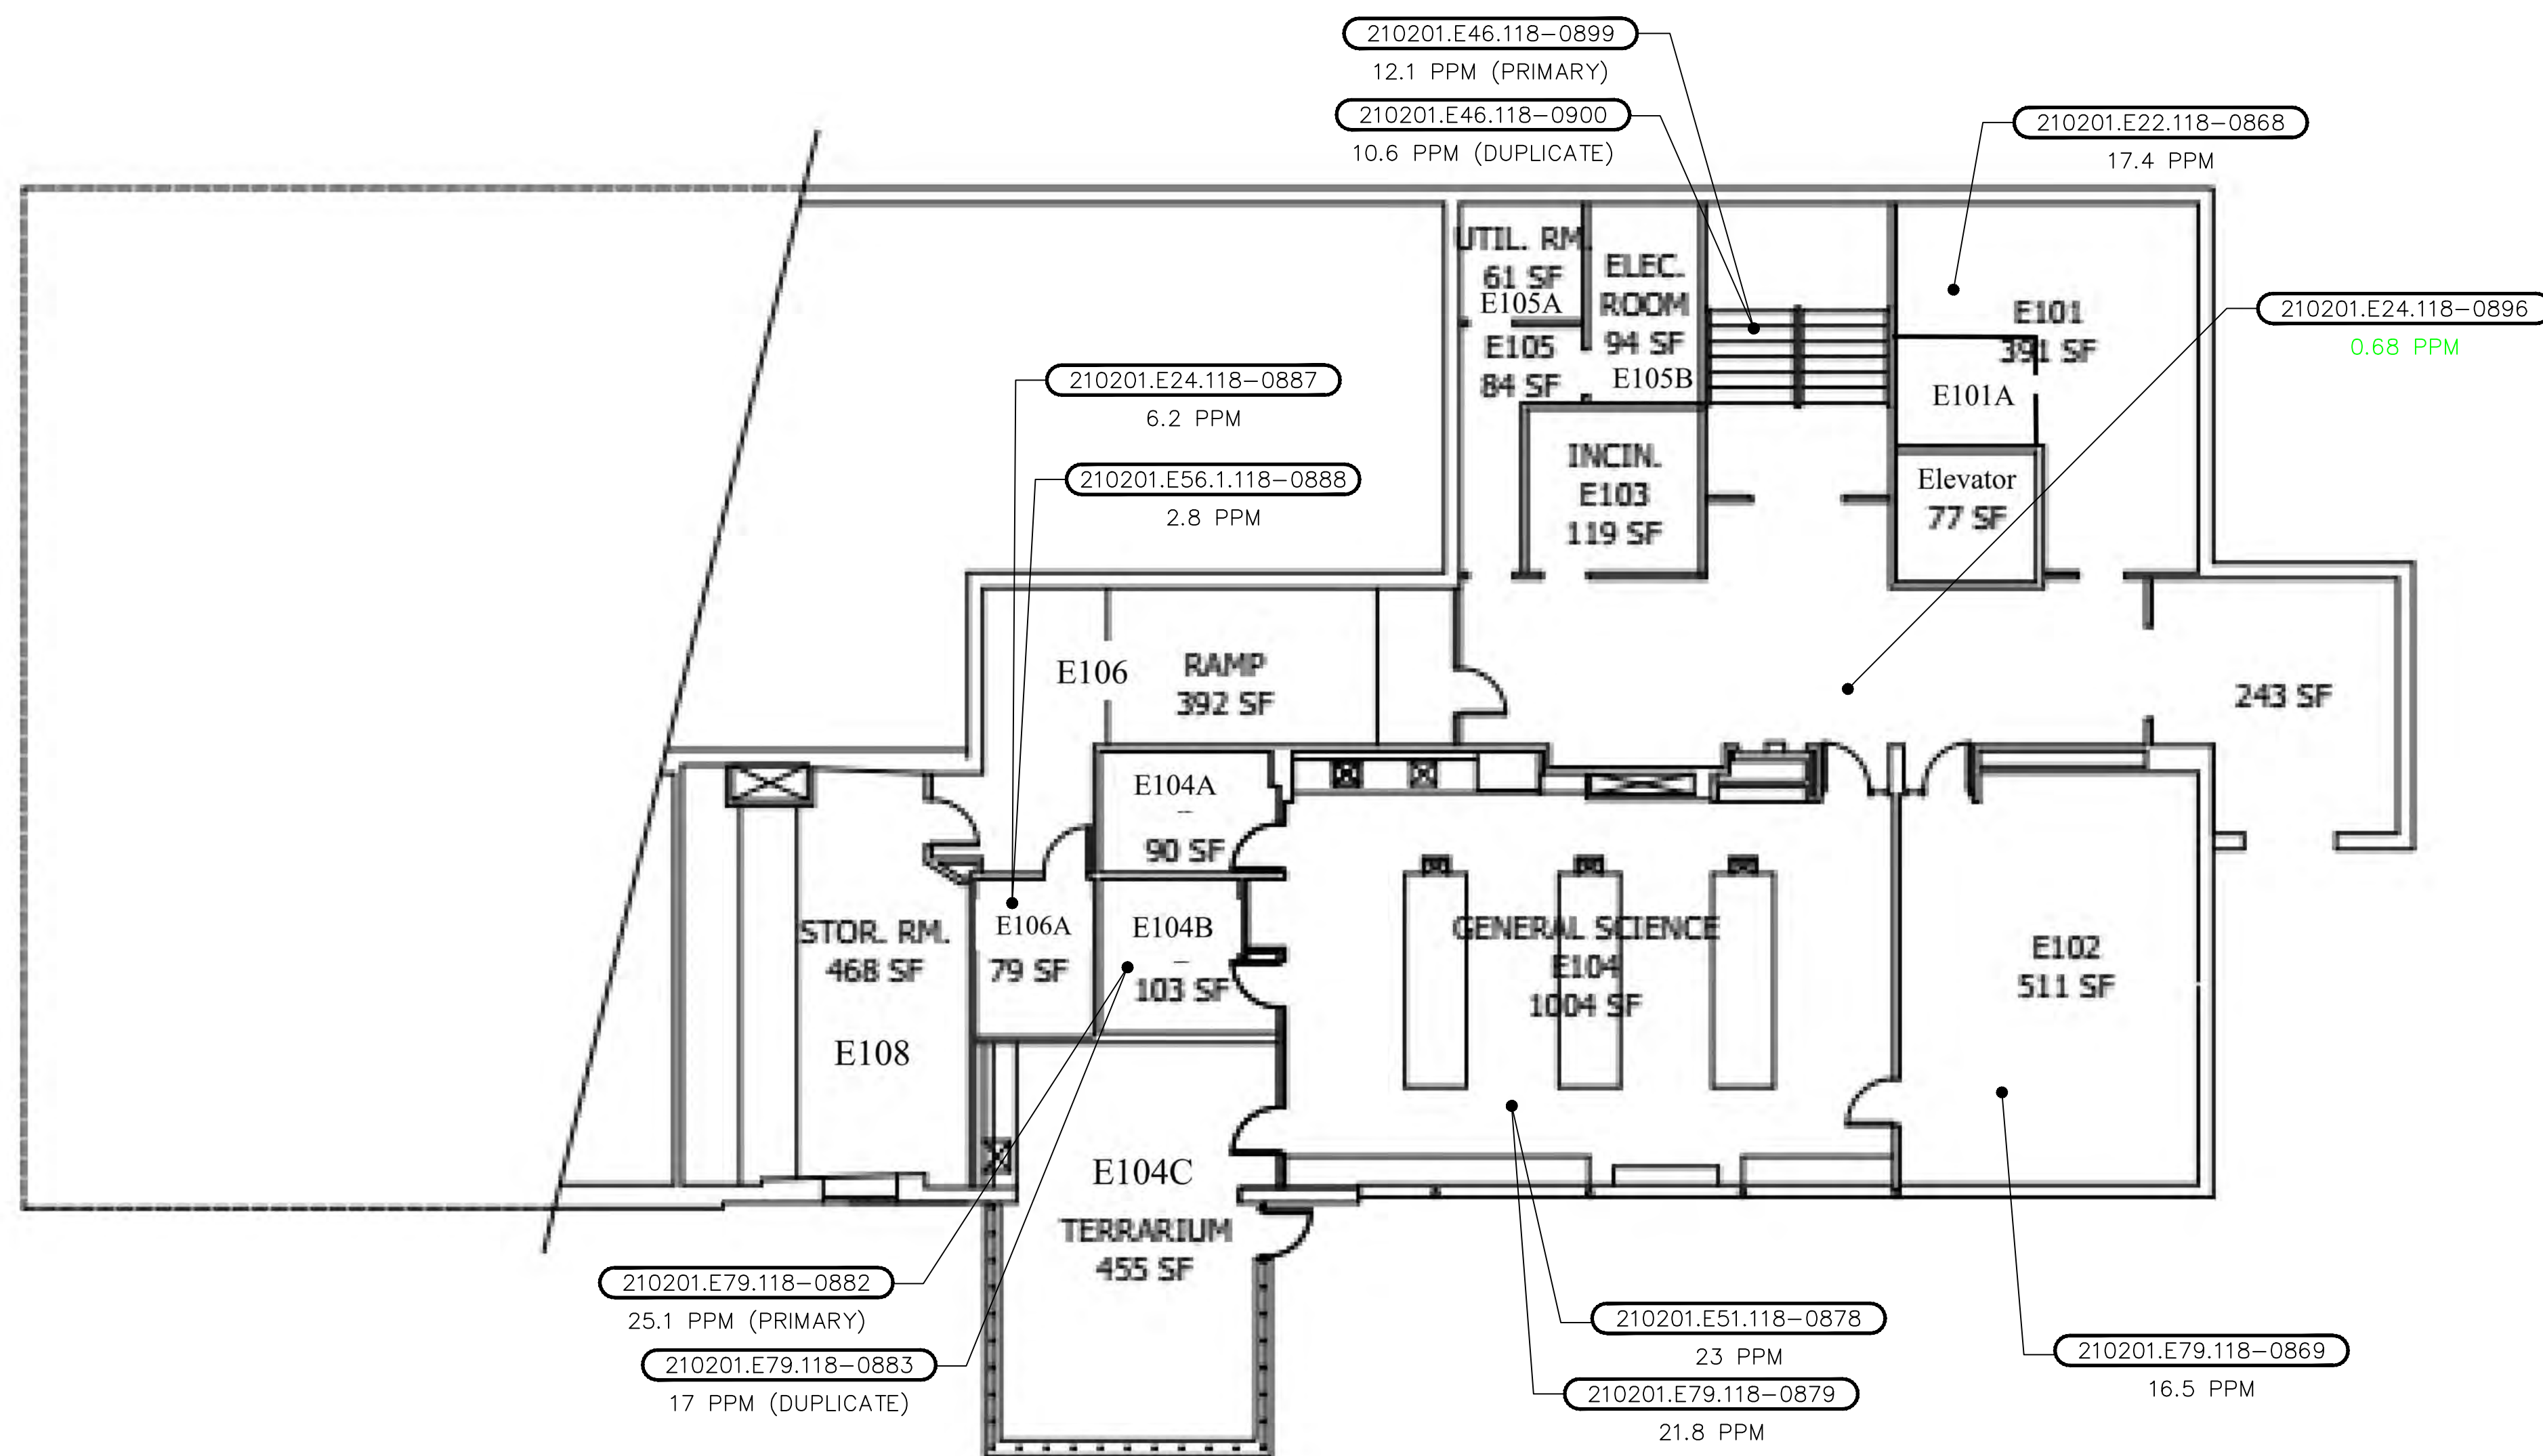 210201.E46.118-0899
12.1 PPM (PRIMARY)
210201.E46.118-0900
10.6 PPM (DUPLICATE)
210201.E22.118-0868
17.4 PPM
UTIL. RM.
61 SF
E105A
ELEC.
ROOM
94 SF
E105B
E105
84 SF
E101
391 SF
E101A
210201.E24.118-0896
0.68 PPM
210201.E24.118-0887
6.2 PPM
210201.E56.1.118-0888
2.8 PPM
INCIN.
E103
119 SF
Elevator
77 SF
E106
RAMP
392 SF
243 SF
E104A
90 SF
STOR. RM.
468 SF
E108
E106A
79 SF
E104B
103 SF
GENERAL SCIENCE
E104
1004 SF
E102
511 SF
E104C
TERRARIUM
455 SF
210201.E79.118-0882
25.1 PPM (PRIMARY)
210201.E79.118-0883
17 PPM (DUPLICATE)
210201.E51.118-0878
23 PPM
210201.E79.118-0879
21.8 PPM
210201.E79.118-0869
16.5 PPM